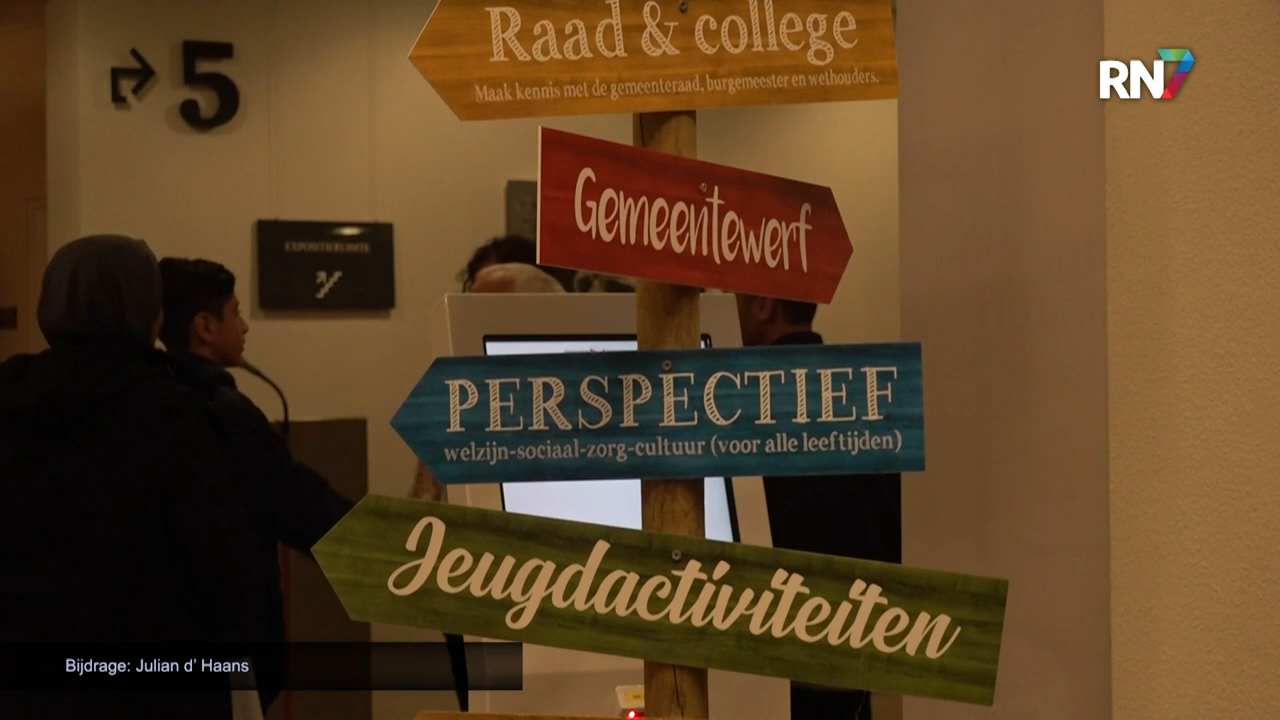 Raad & college
Maak kennis met de gemeenteraad, burgemeester en wethouders.
RN7
5
Gemeentewerf
EXPOSITIERUIMTE
PERSPECTIEF
welzijn-sociaal-zorg-cultuur (voor alle leeftijden)
Jeugdactiviteiten
Bijdrage: Julian d' Haans